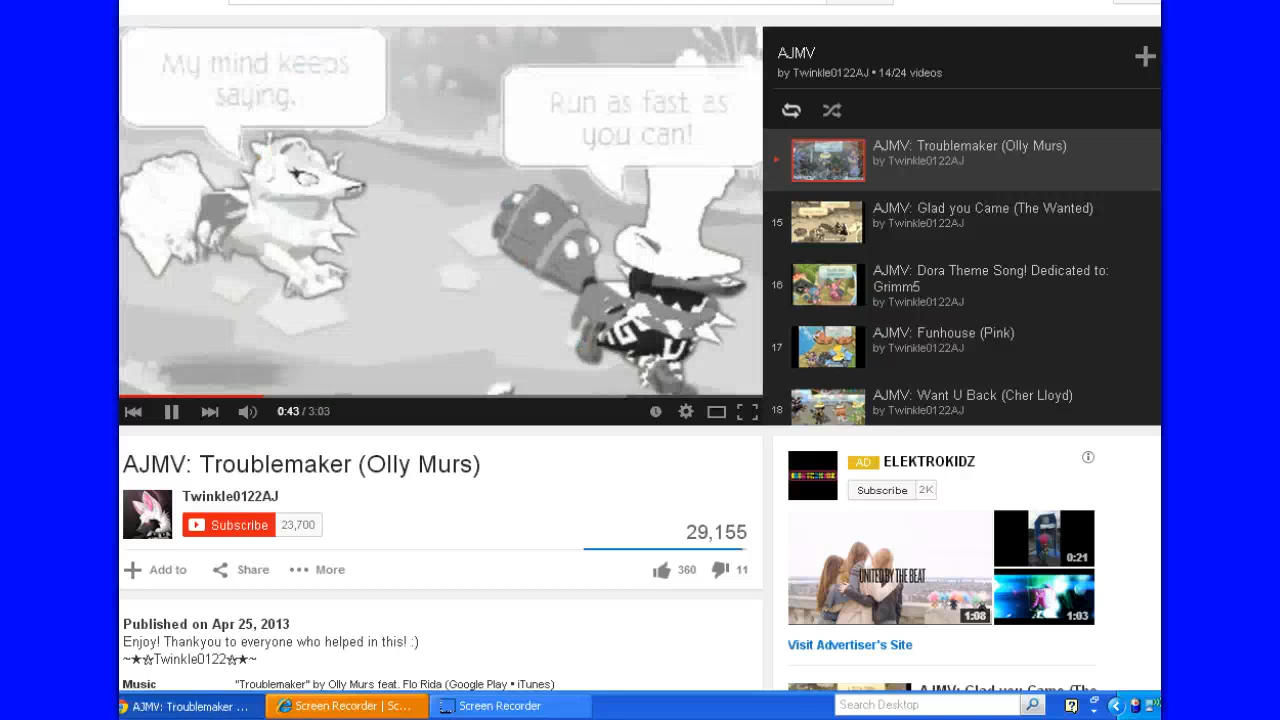 My mind keeps
saying.
Run as fast as
you can!
AJMV
by Twinkle0122AJ • 14/24 videos
AJMV: Troublemaker (Olly Murs)
by Twinkle0122AJ
15
AJMV: Glad you Came (The Wanted)
by Twinkle0122AJ
16
AJMV: Dora Theme Song! Dedicated to:
Grimm5
by Twinkle0122AJ
17
AJMV: Funhouse (Pink)
by Twinkle0122AJ
18
AJMV: Want U Back (Cher Lloyd)
by Twinkle0122AJ
0:43 / 3:03
AJMV: Troublemaker (Olly Murs)
Twinkle0122AJ
Subscribe 23,700
29,155
Add to Share More 360 11
Published on Apr 25, 2013
Enjoy! Thankyou to everyone who helped in this! :)
~★☆Twinkle0122☆★~
Music "Troublemaker" by Olly Murs feat. Flo Rida (Google Play • iTunes)
AD ELEKTROKIDZ
Subscribe 2K
UNITED BY THE BEAT
1:08
0:21
1:03
Visit Advertiser's Site
AJMV: Glad you Came (The
AJMV: Troublemaker ...
Screen Recorder | Sc...
Screen Recorder
Search Desktop